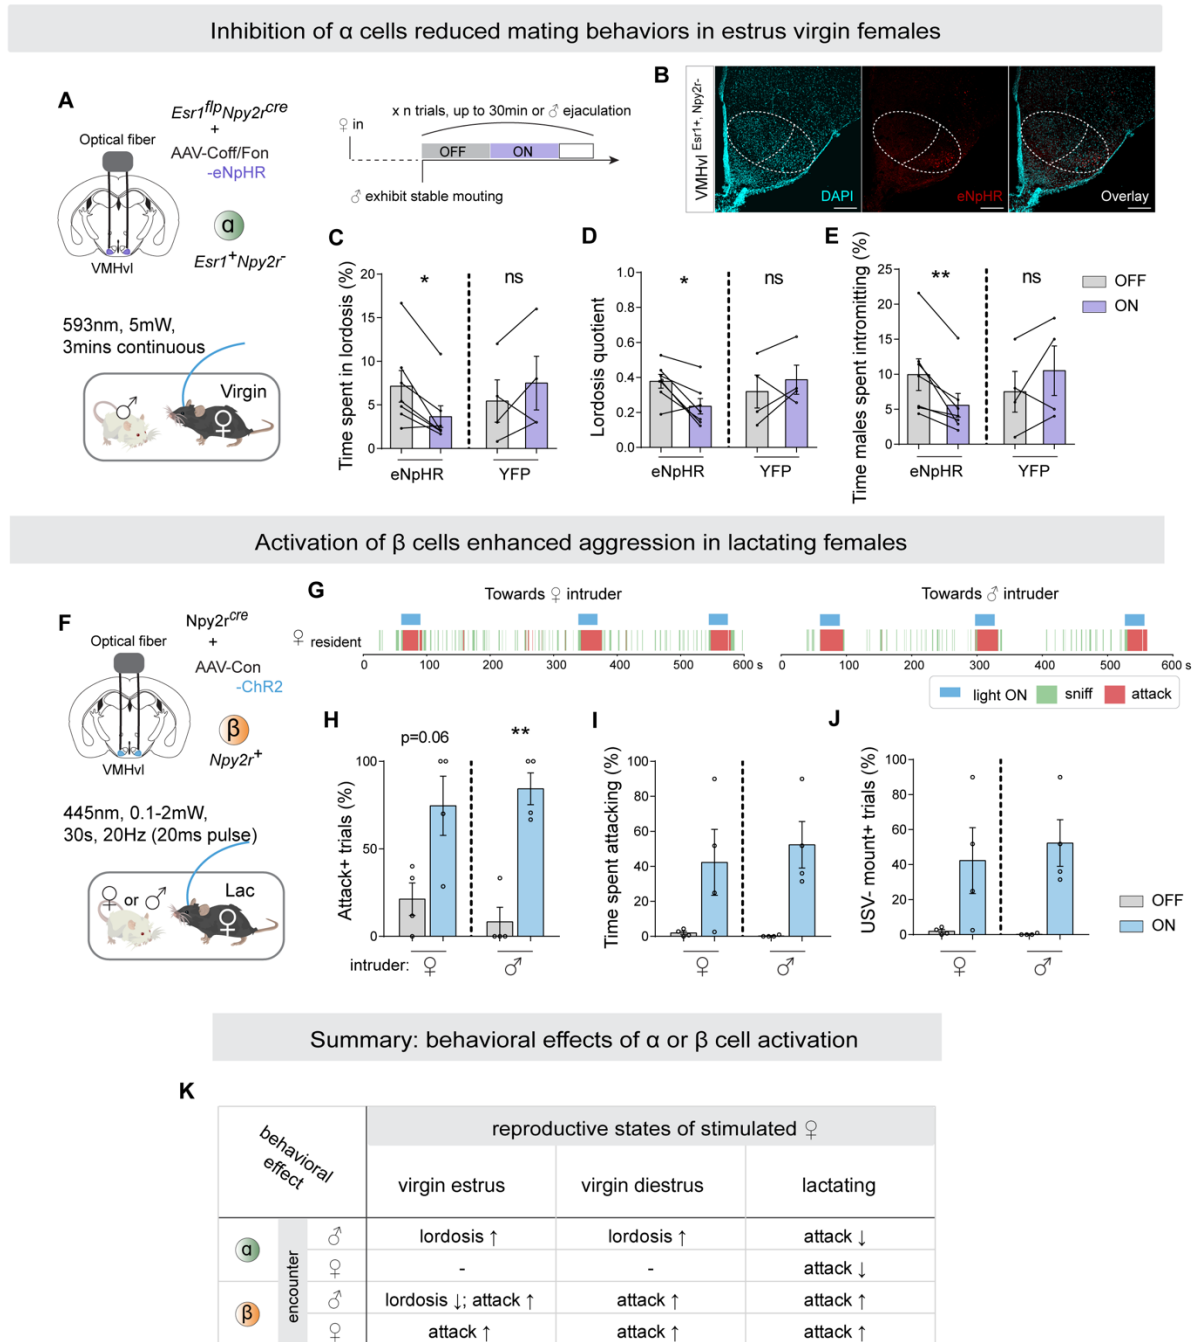 Inhibition of α cells reduced mating behaviors in estrus virgin females
A
Esr1flpNpy2rcre
+
AAV-Coff/Fon
-eNpHR
Optical fiber
VMHvl
α
Esr1+Npy2r-
593nm, 5mW,
3mins continuous
♂
Virgin
♀
♀ in
x n trials, up to 30min or ♂ ejaculation
OFF
ON
♂ exhibit stable mouting
B
VMHvl Esr1+, Npy2r-
DAPI
eNpHR
Overlay
C
Time spent in lordosis (%)
20
15
10
5
0
*
ns
eNpHR
YFP
D
Lordosis quotient
1.0
0.8
0.6
0.4
0.2
0.0
*
ns
eNpHR
YFP
E
Time males spent intromitting (%)
25
20
15
10
5
0
**
ns
eNpHR
YFP
OFF
ON
Activation of β cells enhanced aggression in lactating females
F
Npy2rcre
+
AAV-Con
-ChR2
Optical fiber
VMHvl
β
Npy2r+
445nm, 0.1-2mW,
30s, 20Hz (20ms pulse)
♀ or ♂
Lac
♀
G
Towards ♀ intruder
Towards ♂ intruder
♀ resident
0 100 200 300 400 500 600 s
0 100 200 300 400 500 600 s
light ON
sniff
attack
H
Attack+ trials (%)
100
50
0
p=0.06
**
intruder: ♀ ♂
I
Time spent attacking (%)
100
80
60
40
20
0
♀ ♂
J
USV- mount+ trials (%)
100
80
60
40
20
0
♀ ♂
OFF
ON
Summary: behavioral effects of α or β cell activation
K
behavioral
effect
reproductive states of stimulated ♀
virgin estrus
virgin diestrus
lactating
encounter
α
♂ lordosis ↑ lordosis ↑ attack ↓
♀ - - attack ↓
β
♂ lordosis ↓; attack ↑ attack ↑ attack ↑
♀ attack ↑ attack ↑ attack ↑